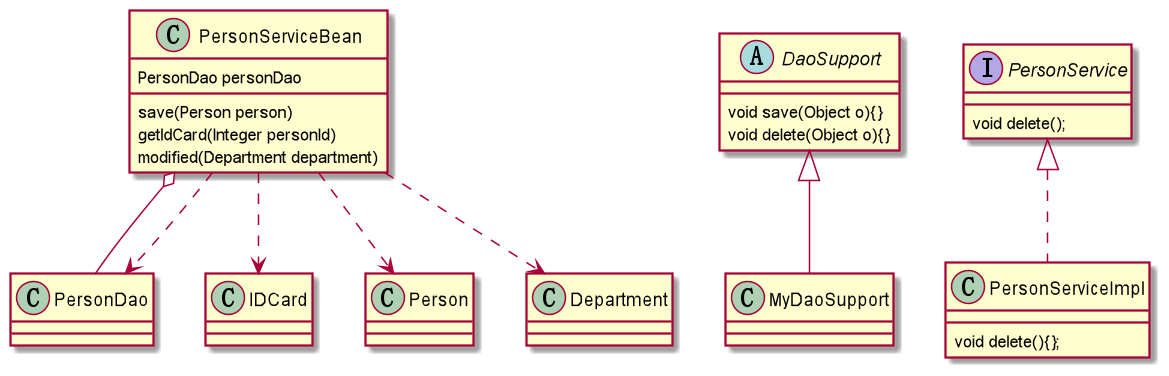 C PersonServiceBean
PersonDao personDao
save(Person person)
getIdCard(Integer personId)
modified(Department department)
A DaoSupport
void save(Object o){}
void delete(Object o){}
I PersonService
void delete();
C PersonDao
C IDCard
C Person
C Department
C MyDaoSupport
C PersonServiceImpl
void delete(){};